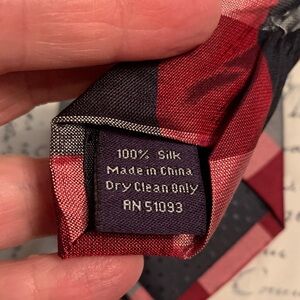 100% Silk
Made in China
Dry Clean Only
RN 51093